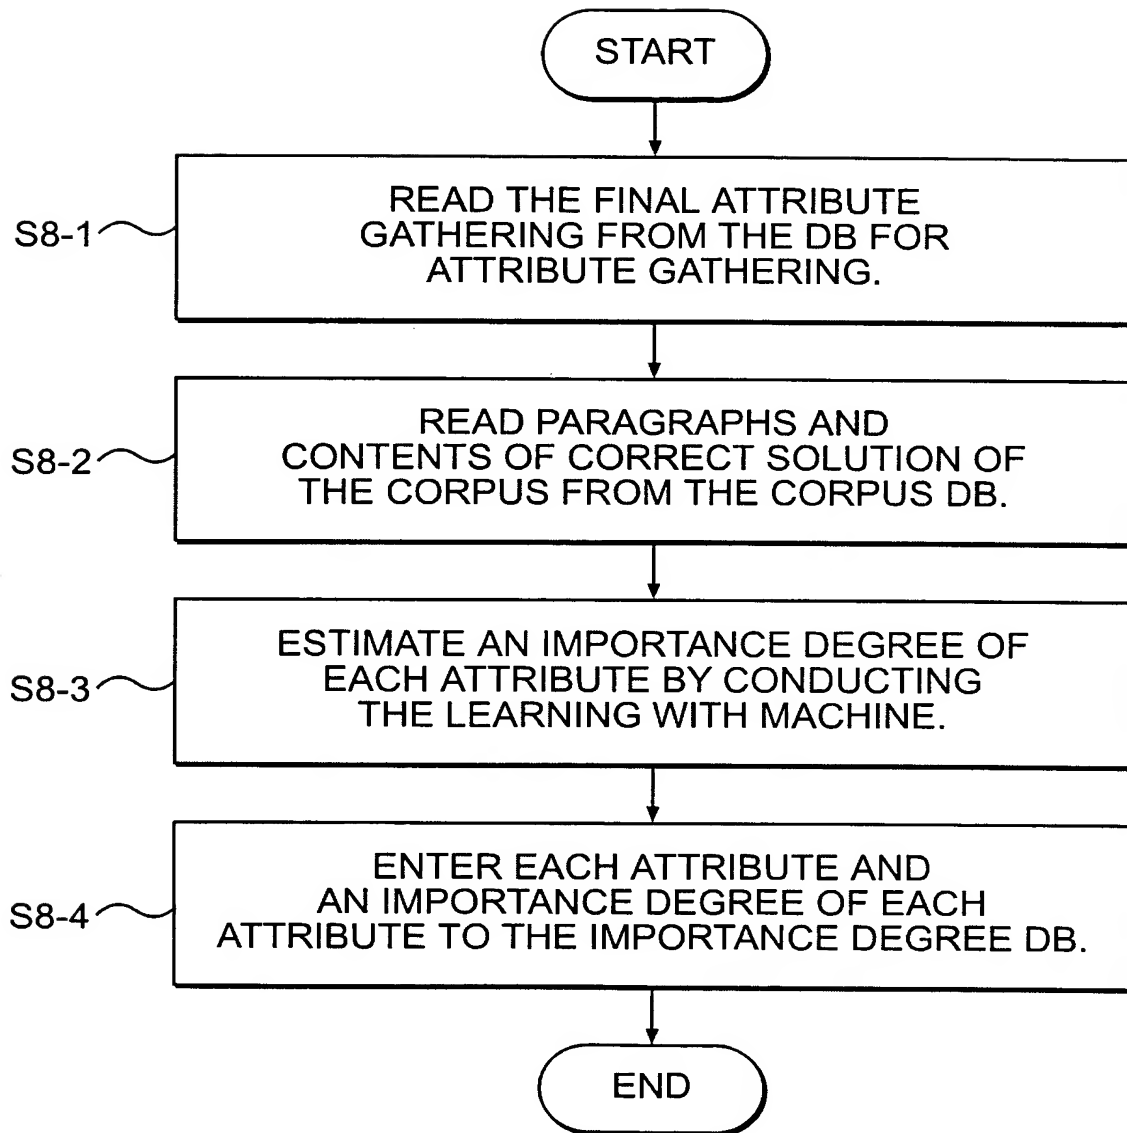 START
S8-1
READ THE FINAL ATTRIBUTE
GATHERING FROM THE DB FOR
ATTRIBUTE GATHERING.
S8-2
READ PARAGRAPHS AND
CONTENTS OF CORRECT SOLUTION OF
THE CORPUS FROM THE CORPUS DB.
S8-3
ESTIMATE AN IMPORTANCE DEGREE OF
EACH ATTRIBUTE BY CONDUCTING
THE LEARNING WITH MACHINE.
S8-4
ENTER EACH ATTRIBUTE AND
AN IMPORTANCE DEGREE OF EACH
ATTRIBUTE TO THE IMPORTANCE DEGREE DB.
END